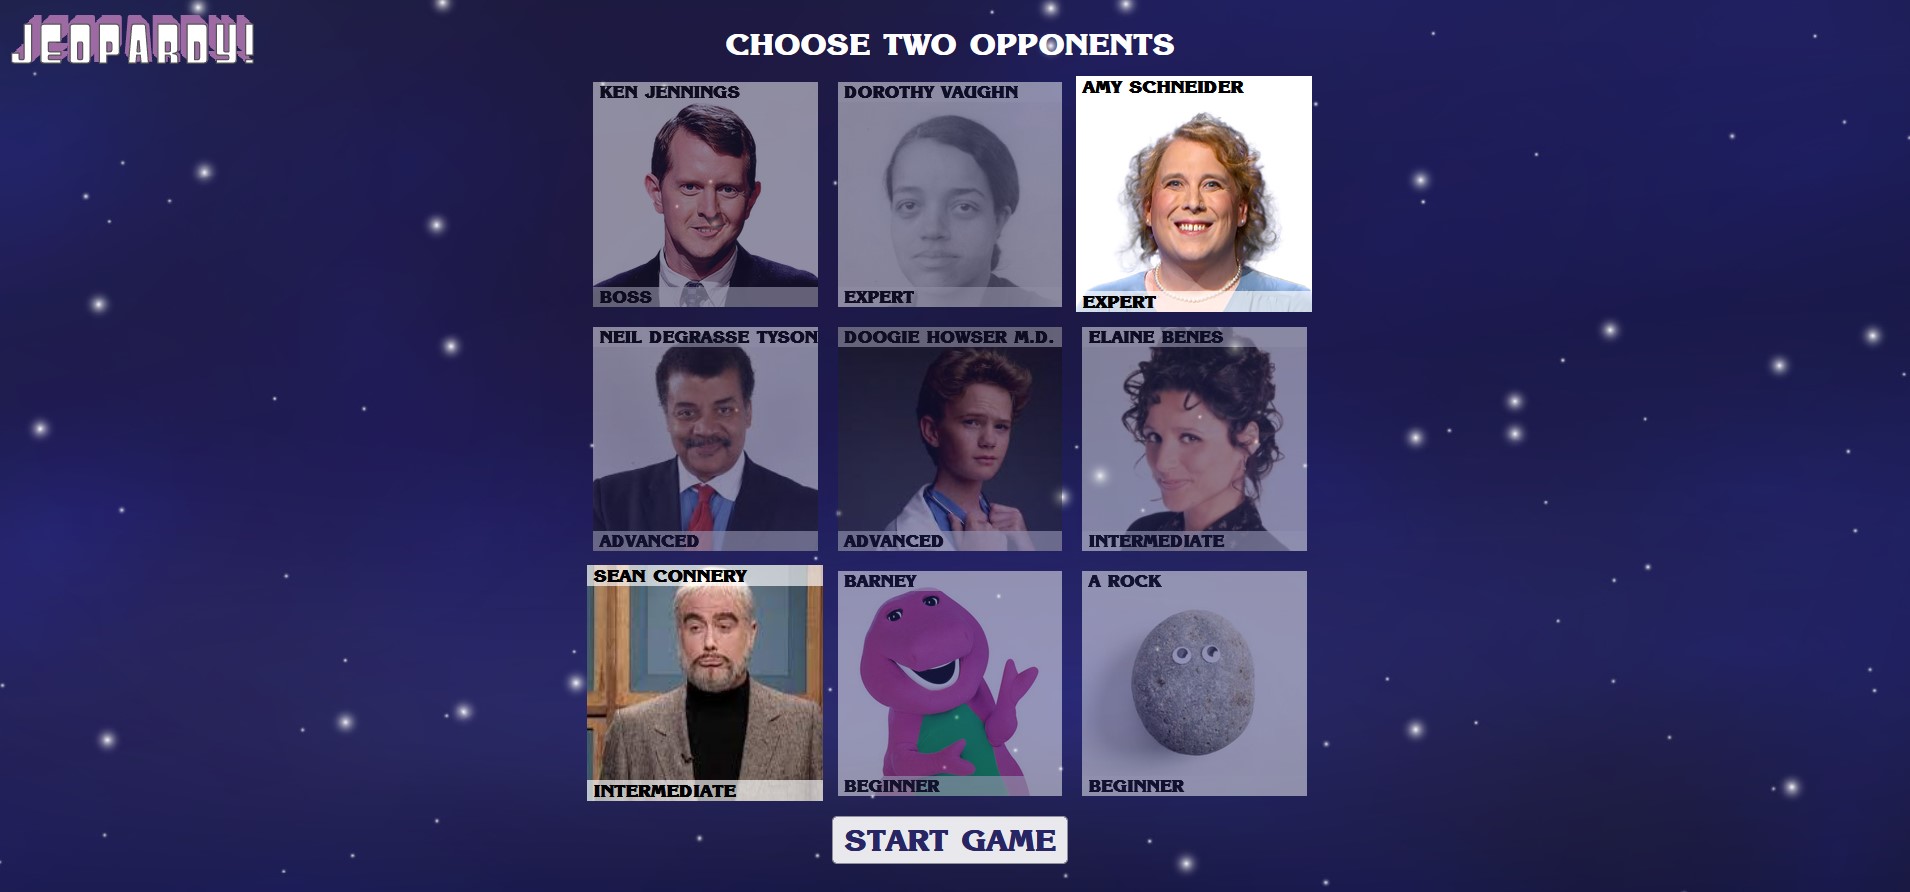 JEOPARDY!
CHOOSE TWO OPPONENTS
KEN JENNINGS
BOSS
DOROTHY VAUGHN
EXPERT
AMY SCHNEIDER
EXPERT
NEIL DEGRASSE TYSON
ADVANCED
DOOGIE HOWSER M.D.
ADVANCED
ELAINE BENES
INTERMEDIATE
SEAN CONNERY
INTERMEDIATE
BARNEY
BEGINNER
A ROCK
BEGINNER
START GAME